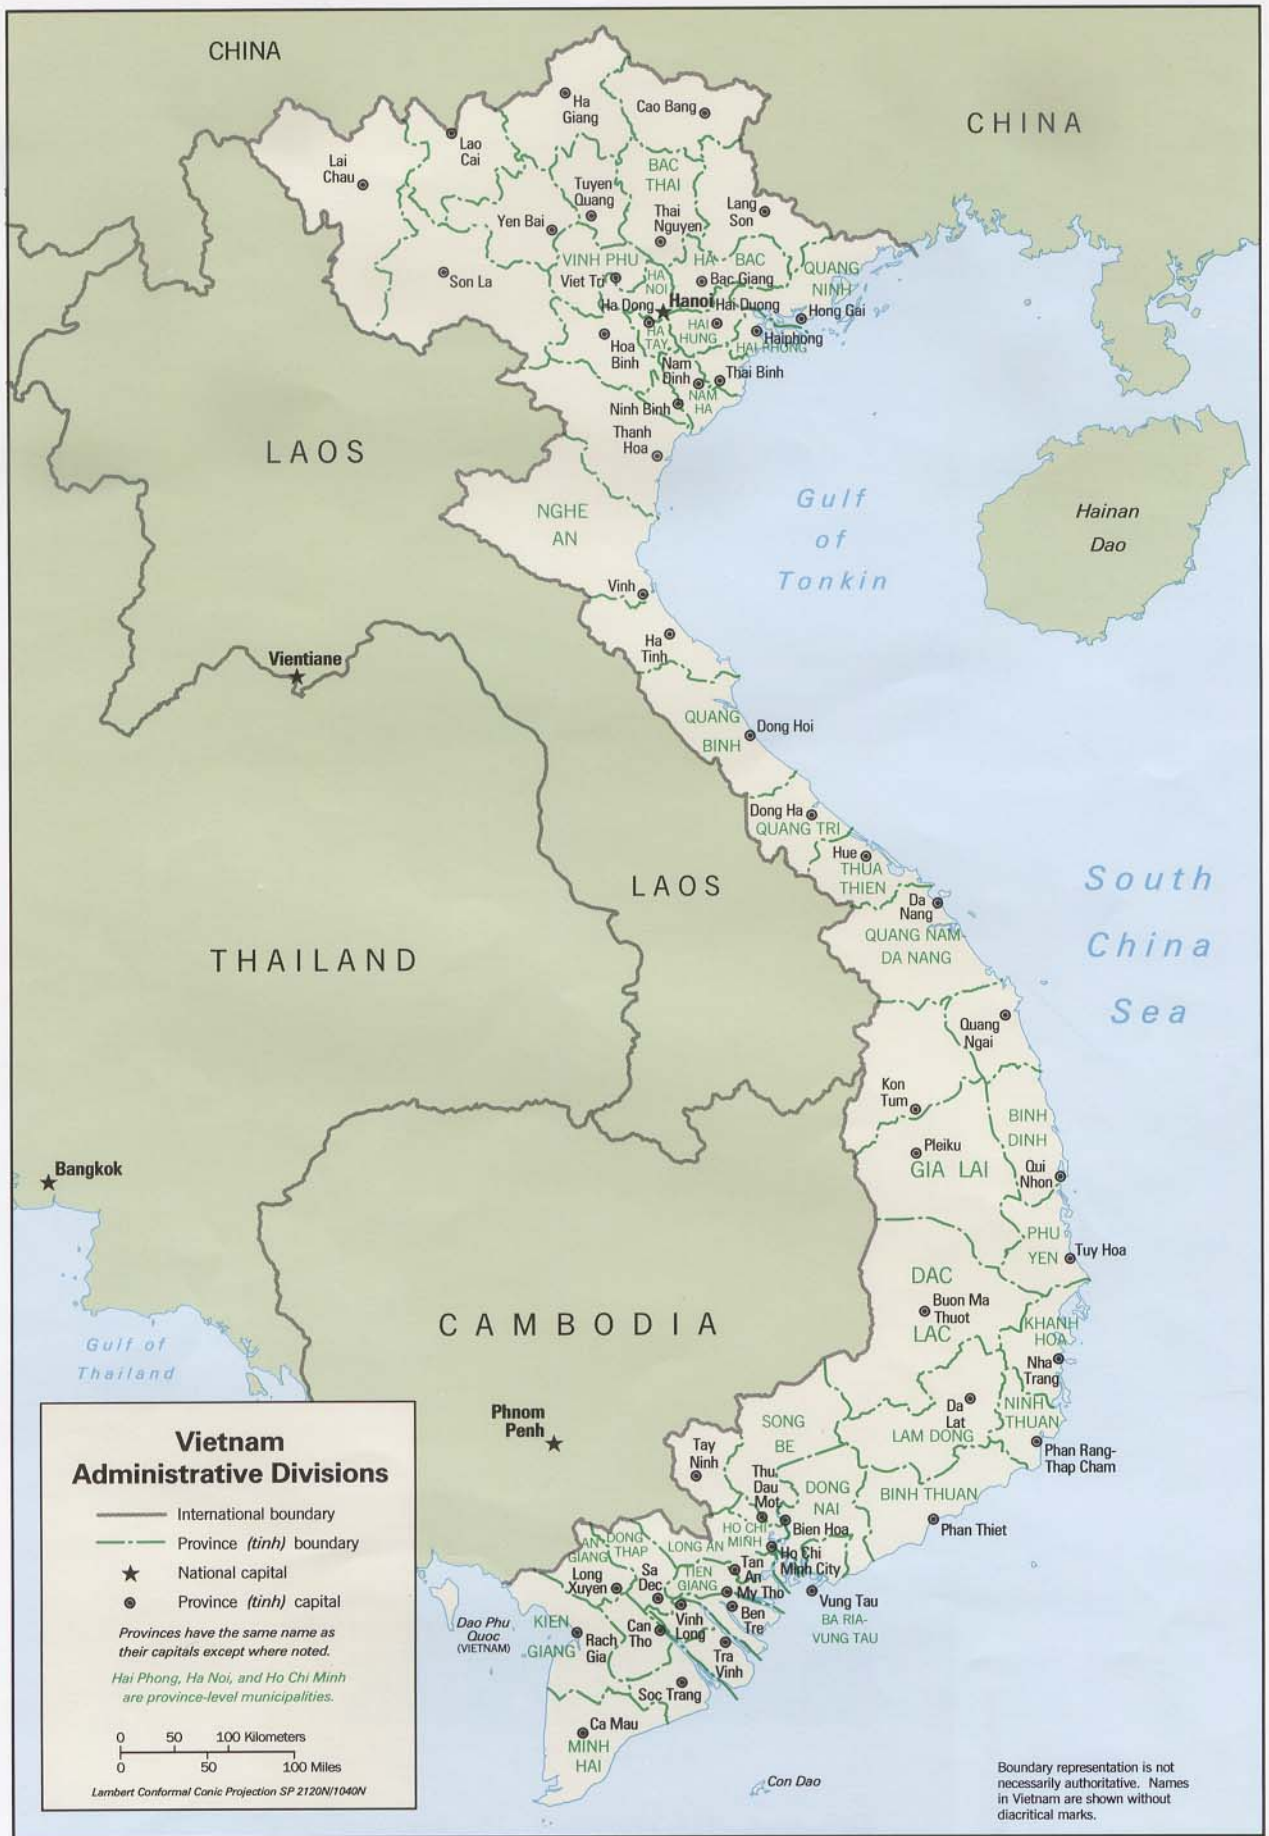 CHINA
CHINA
Ha
Giang
Cao Bang
Lao
Cai
Lai
Chau
BAC
THAI
Tuyen
Quang
Yen Bai
Thai
Nguyen
Lang
Son
VINH PHU
HA BAC
QUANG
NINH
Son La
Viet Tri
HA
NOI
Bac Giang
Ha Dong
Hanoi
Hai Duong
Hong Gai
HA
TAY
HAI
HUNG
Haiphong
HAI PHONG
Hoa
Binh
Nam
Dinh
Thai Binh
NAM
HA
Ninh Binh
Thanh
Hoa
LAOS
Gulf
of
Tonkin
Hainan
Dao
NGHE
AN
Vinh
Ha
Tinh
Vientiane
QUANG
BINH
Dong Hoi
Dong Ha
QUANG TRI
Hue
THUA
THIEN
LAOS
Da
Nang
QUANG NAM-
DA NANG
South
China
Sea
THAILAND
Quang
Ngai
Kon
Tum
BINH
DINH
Pleiku
GIA LAI
Qui
Nhon
Bangkok
PHU
YEN
Tuy Hoa
DAC
LAC
Buon Ma
Thuot
KHANH
HOA
Nha
Trang
CAMBODIA
Gulf of
Thailand
Da
Lat
NINH
THUAN
LAM DONG
Phan Rang-
Thap Cham
Phnom
Penh
SONG
BE
Tay
Ninh
Thu
Dau
Mot
DONG
NAI
BINH THUAN
Phan Thiet
Bien Hoa
HO CHI
MINH
Ho Chi
Minh City
AN
GIANG
DONG
THAP
LONG AN
Long
Xuyen
Sa
Dec
TIEN
GIANG
Tan
An
My Tho
Vung Tau
BA RIA-
VUNG TAU
Ben
Tre
Dao Phu
Quoc
(VIETNAM)
KIEN
GIANG
Rach
Gia
Can
Tho
Vinh
Long
Tra
Vinh
Soc Trang
Ca Mau
MINH
HAI
Con Dao
Vietnam
Administrative Divisions
International boundary
Province (tinh) boundary
National capital
Province (tinh) capital
Provinces have the same name as
their capitals except where noted.
Hai Phong, Ha Noi, and Ho Chi Minh
are province-level municipalities.
0 50 100 Kilometers
0 50 100 Miles
Lambert Conformal Conic Projection SP 2120N/1040N
Boundary representation is not
necessarily authoritative. Names
in Vietnam are shown without
diacritical marks.